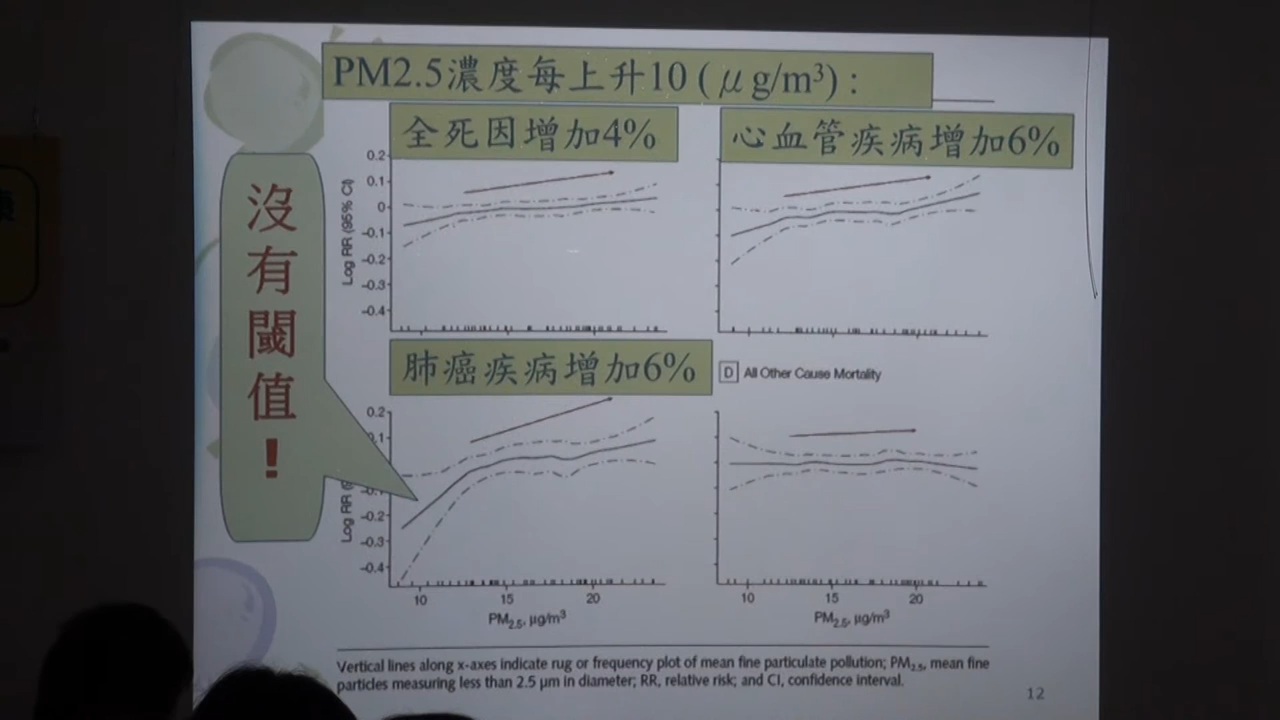 PM2.5濃度每上升10 (μg/m³) :
全死因增加4%
心血管疾病增加6%
沒有閾值!
0.2
0.1
0
-0.1
-0.2
-0.3
-0.4
Log RR (95% CI)
肺癌疾病增加6%
D All Other Cause Mortality
0.2
0.1
-0.1
-0.2
-0.3
-0.4
Log RR
10 15 20
PM2.5, μg/m³
10 15 20
PM2.5, μg/m³
Vertical lines along x-axes indicate rug or frequency plot of mean fine particulate pollution; PM2.5, mean fine
particles measuring less than 2.5 μm in diameter; RR, relative risk; and CI, confidence interval.
12